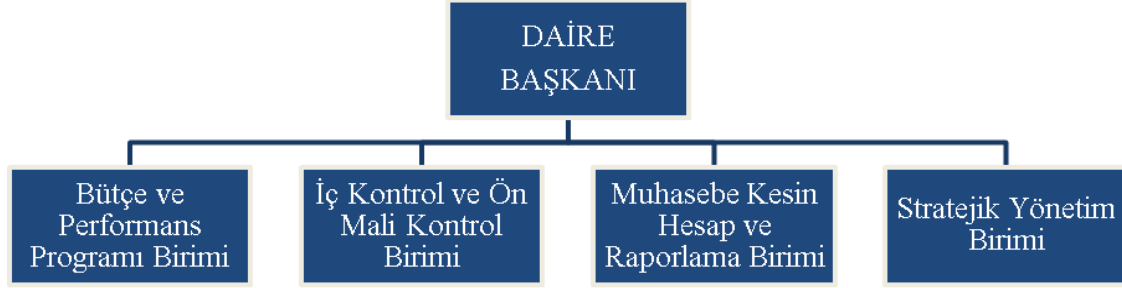 DAİRE
BAŞKANI
Bütçe ve
Performans
Programı Birimi
İç Kontrol ve Ön
Mali Kontrol
Birimi
Muhasebe Kesin
Hesap ve
Raporlama Birimi
Stratejik Yönetim
Birimi